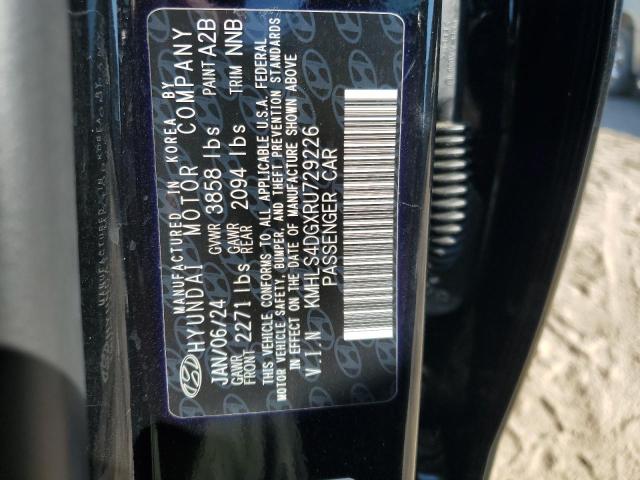 MANUFACTURED IN KOREA BY
HYUNDAI MOTOR COMPANY
JAN/06/24 GVWR 3858 lbs PAINT A2B
GAWR FRONT 2271 lbs GAWR REAR 2094 lbs TRIM NNB
THIS VEHICLE CONFORMS TO ALL APPLICABLE U.S.A. FEDERAL
MOTOR VEHICLE SAFETY, BUMPER, AND THEFT PREVENTION STANDARDS
IN EFFECT ON THE DATE OF MANUFACTURE SHOWN ABOVE
V.I.N KMHLS4DGXRU729226
PASSENGER CAR